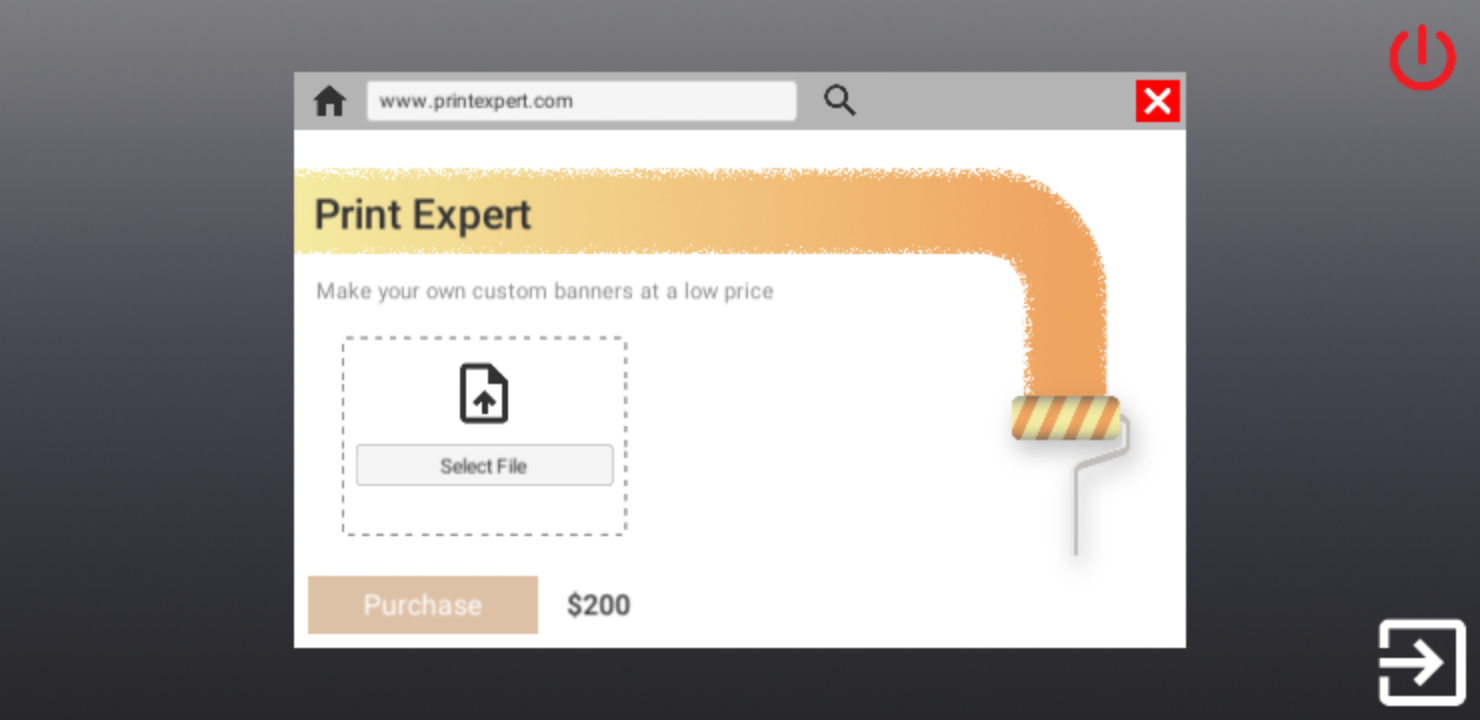 www.printexpert.com
Print Expert
Make your own custom banners at a low price
Select File
Purchase
$200